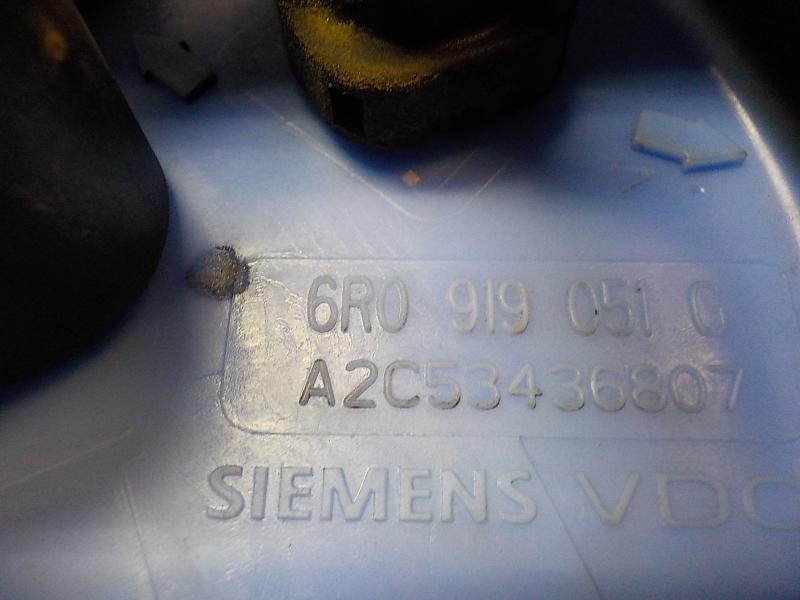 6R0 919 051 G
A2C53436807
SIEMENS VDO